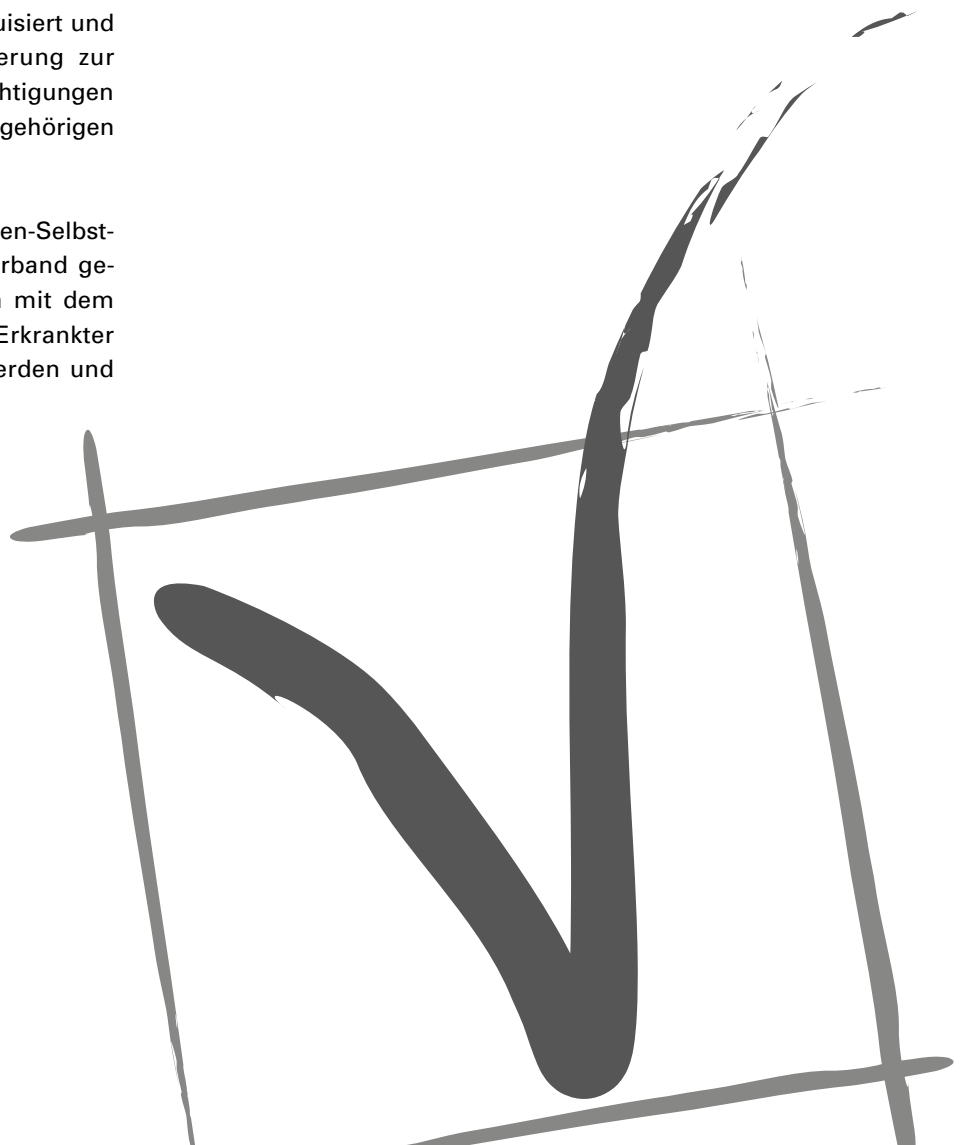 uisiert und
erung zur
htigungen
gehörigen
en-Selbst-
rband ge-
mit dem
Erkrankter
erden und